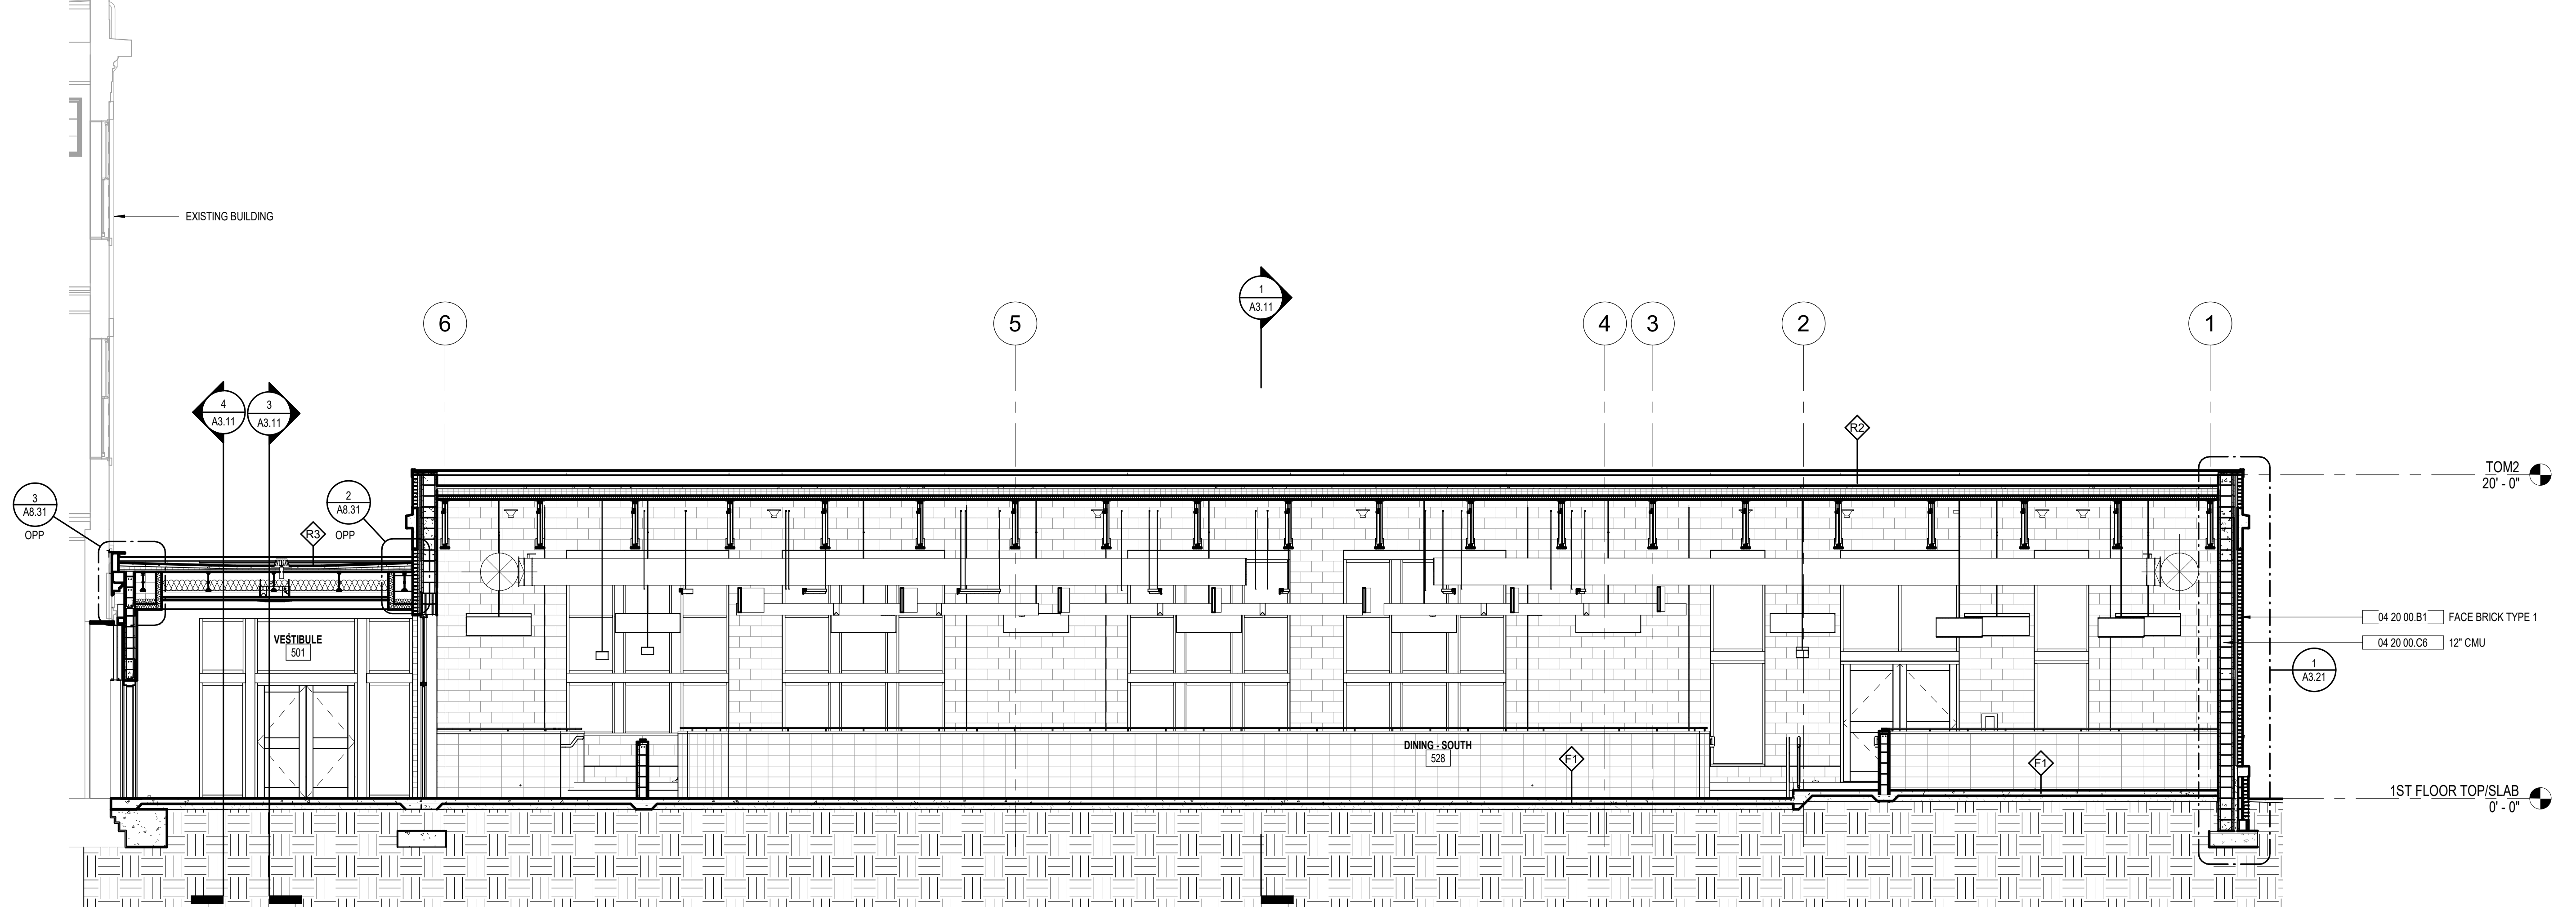 EXISTING BUILDING
1
A3.11
6
5
4
3
2
1
4
A3.11
3
A3.11
R2
TOM2
20' - 0"
3
A8.31
OPP
2
A8.31
OPP
R3
04 20 00.B1 FACE BRICK TYPE 1
04 20 00.C6 12" CMU
VESTIBULE
501
1
A3.21
DINING - SOUTH
528
F1
F1
1ST FLOOR TOP/SLAB
0' - 0"